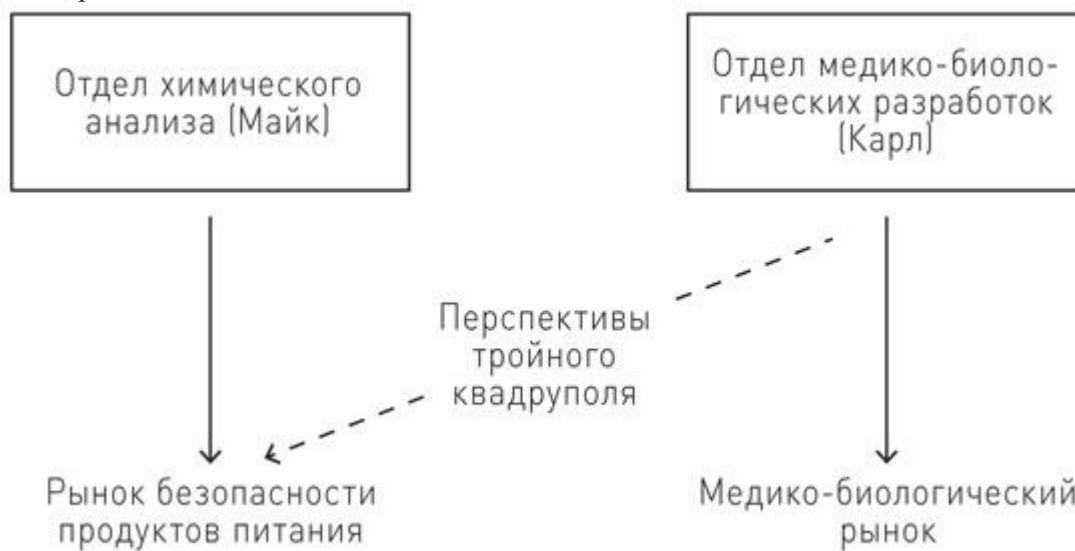 Отдел химического
анализа (Майк)
Отдел медико-биоло-
гических разработок
(Карл)
Перспективы
тройного
квадруполя
Рынок безопасности
продуктов питания
Медико-биологический
рынок